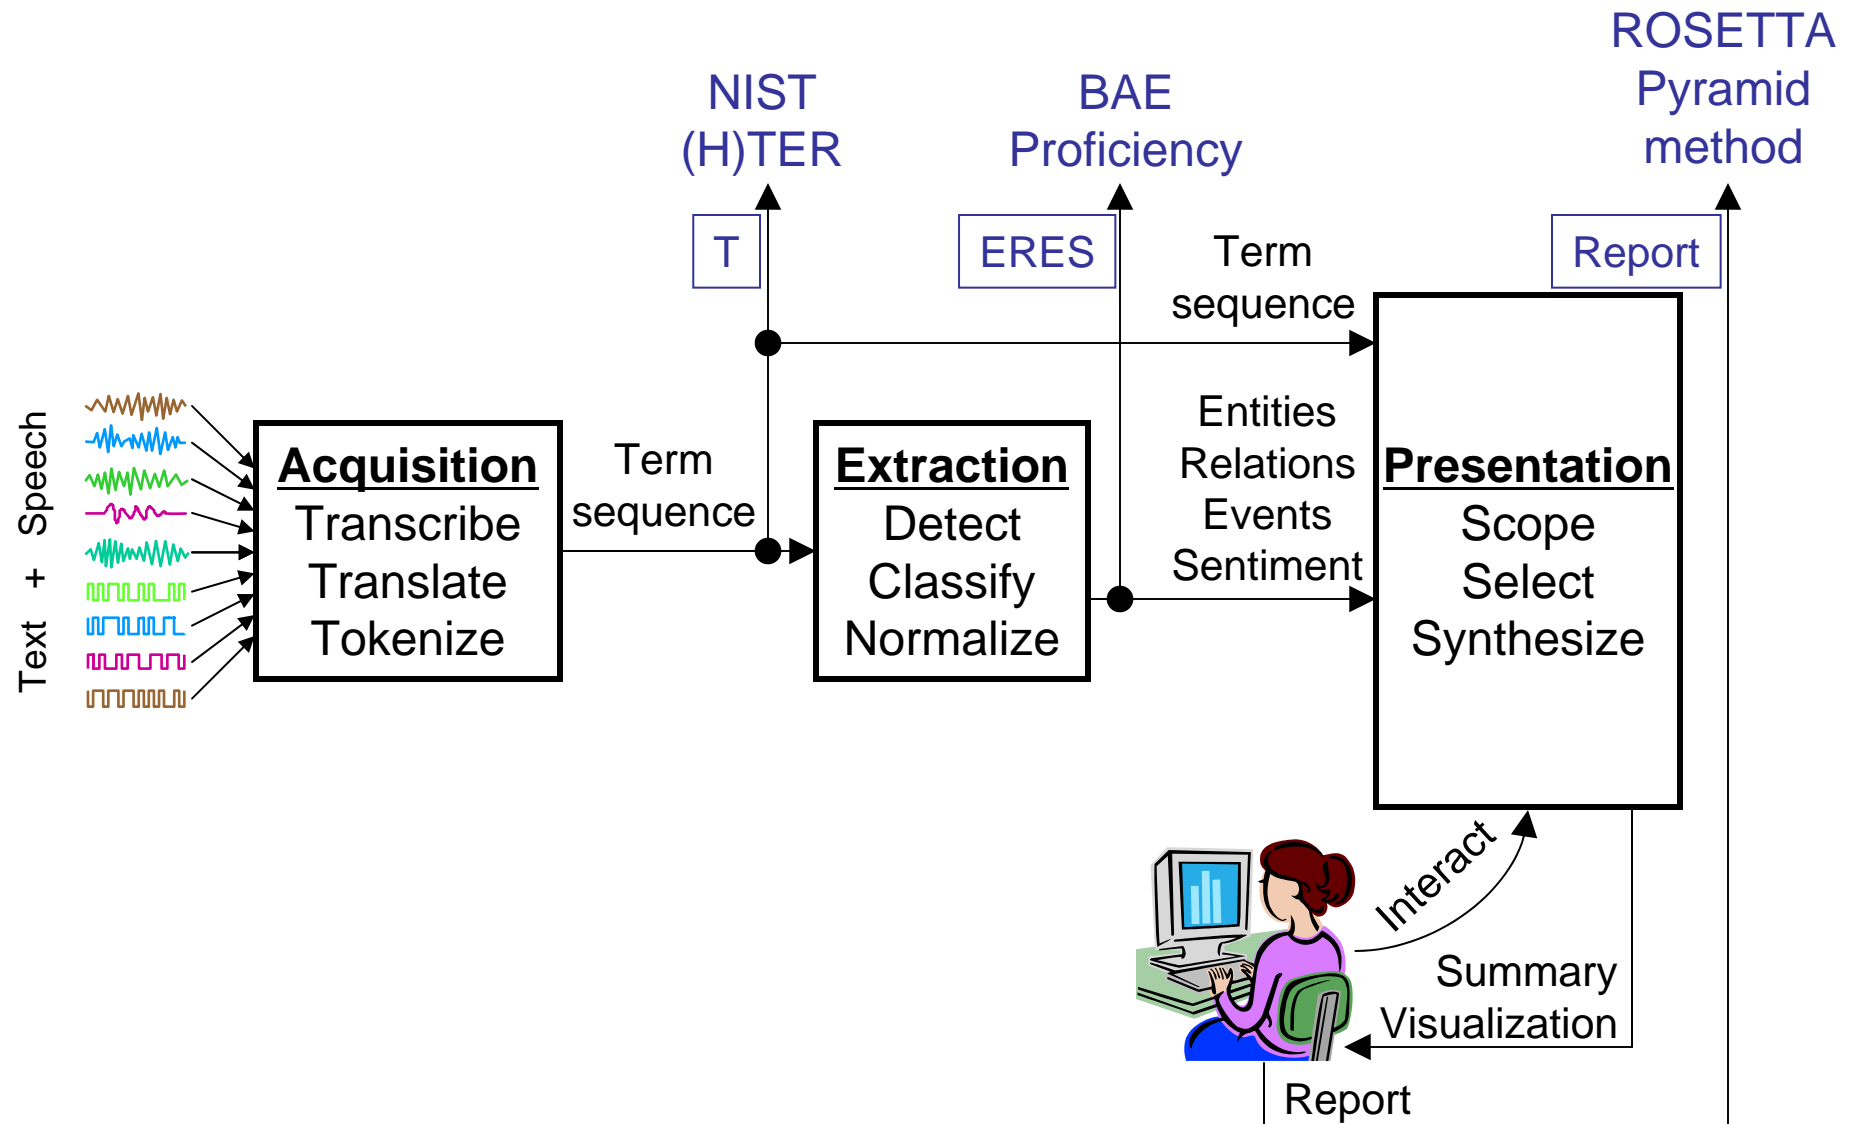 ROSETTA
Pyramid
method
NIST
(H)TER
BAE
Proficiency
T
ERES
Report
Term
sequence
Text + Speech
Acquisition
Transcribe
Translate
Tokenize
Term
sequence
Extraction
Detect
Classify
Normalize
Entities
Relations
Events
Sentiment
Presentation
Scope
Select
Synthesize
Interact
Summary
Visualization
Report